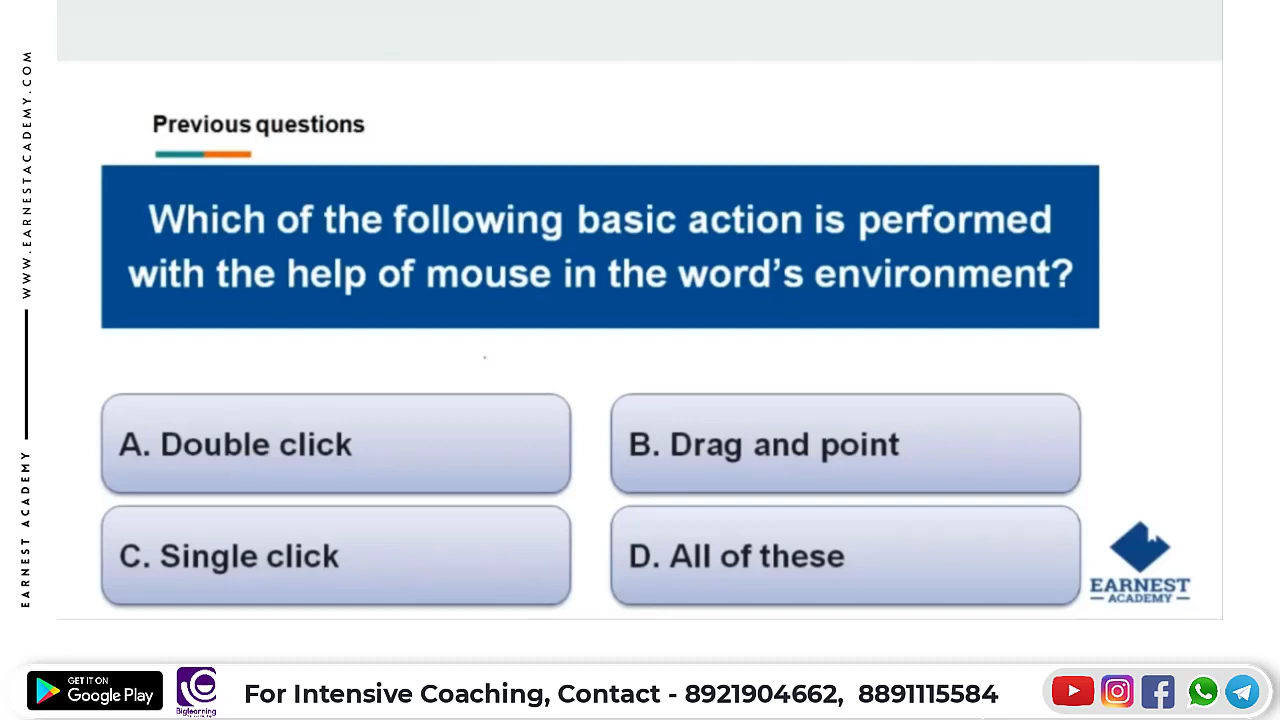 WWW.EARNESTACADEMY.COM
EARNEST ACADEMY
Previous questions
Which of the following basic action is performed
with the help of mouse in the word's environment?
A. Double click
B. Drag and point
C. Single click
D. All of these
EARNEST
ACADEMY
GET IT ON
Google Play
Biglearning
For Intensive Coaching, Contact - 8921904662, 8891115584